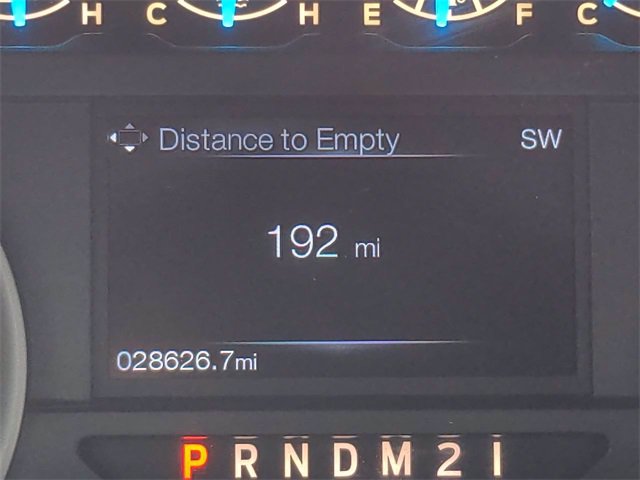 H C H E F C
Distance to Empty SW
192 mi
028626.7mi
P R N D M 2 1